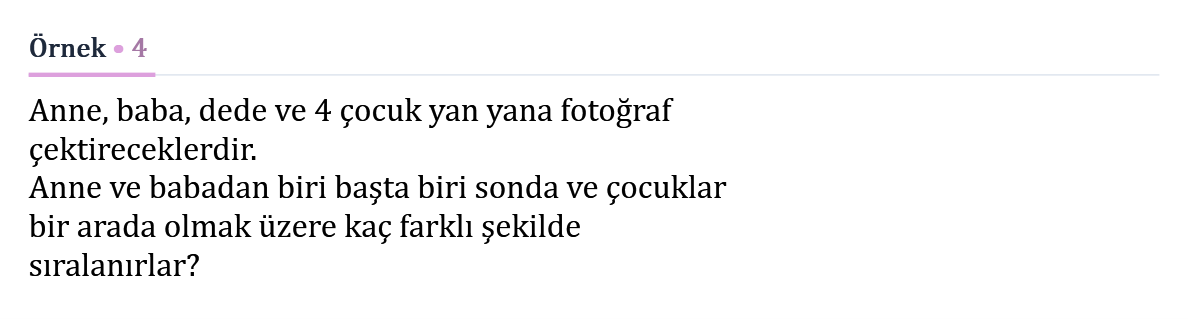 Örnek • 4
Anne, baba, dede ve 4 çocuk yan yana fotoğraf
çektireceklerdir.
Anne ve babadan biri başta biri sonda ve çocuklar
bir arada olmak üzere kaç farklı şekilde
sıralanırlar?